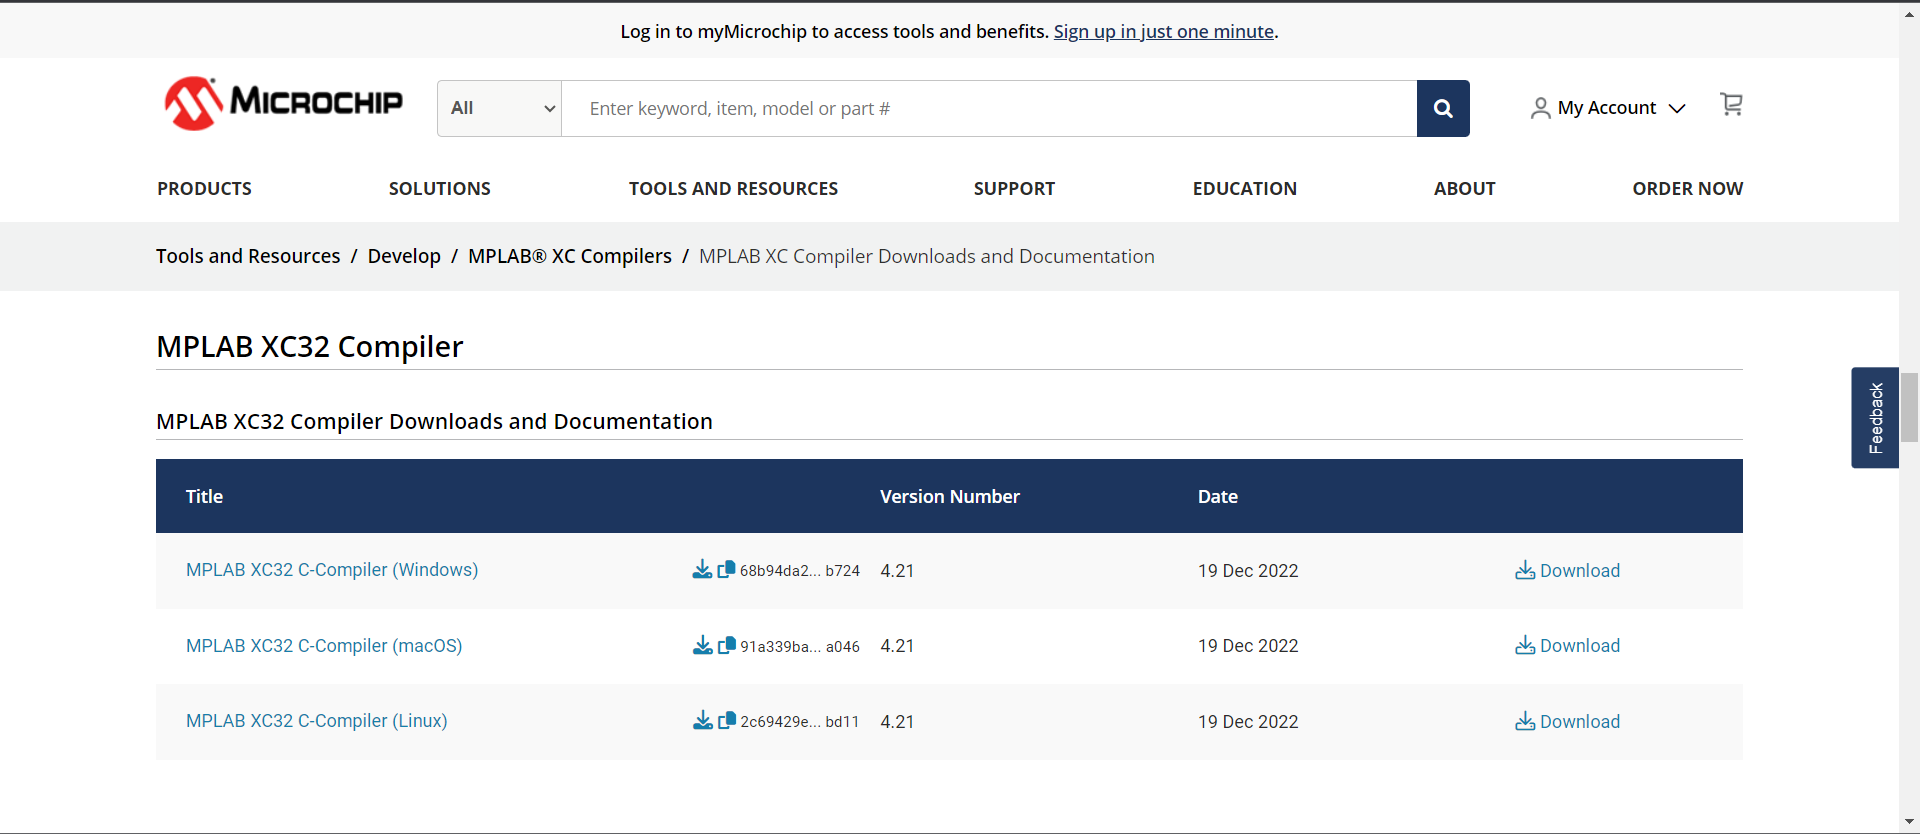 Log in to myMicrochip to access tools and benefits. Sign up in just one minute.
MICROCHIP
All
Enter keyword, item, model or part #
My Account
PRODUCTS SOLUTIONS TOOLS AND RESOURCES SUPPORT EDUCATION ABOUT ORDER NOW
Tools and Resources / Develop / MPLAB® XC Compilers / MPLAB XC Compiler Downloads and Documentation
MPLAB XC32 Compiler
Feedback
MPLAB XC32 Compiler Downloads and Documentation
Title Version Number Date
MPLAB XC32 C-Compiler (Windows) 68b94da2... b724 4.21 19 Dec 2022 Download
MPLAB XC32 C-Compiler (macOS) 91a339ba... a046 4.21 19 Dec 2022 Download
MPLAB XC32 C-Compiler (Linux) 2c69429e... bd11 4.21 19 Dec 2022 Download